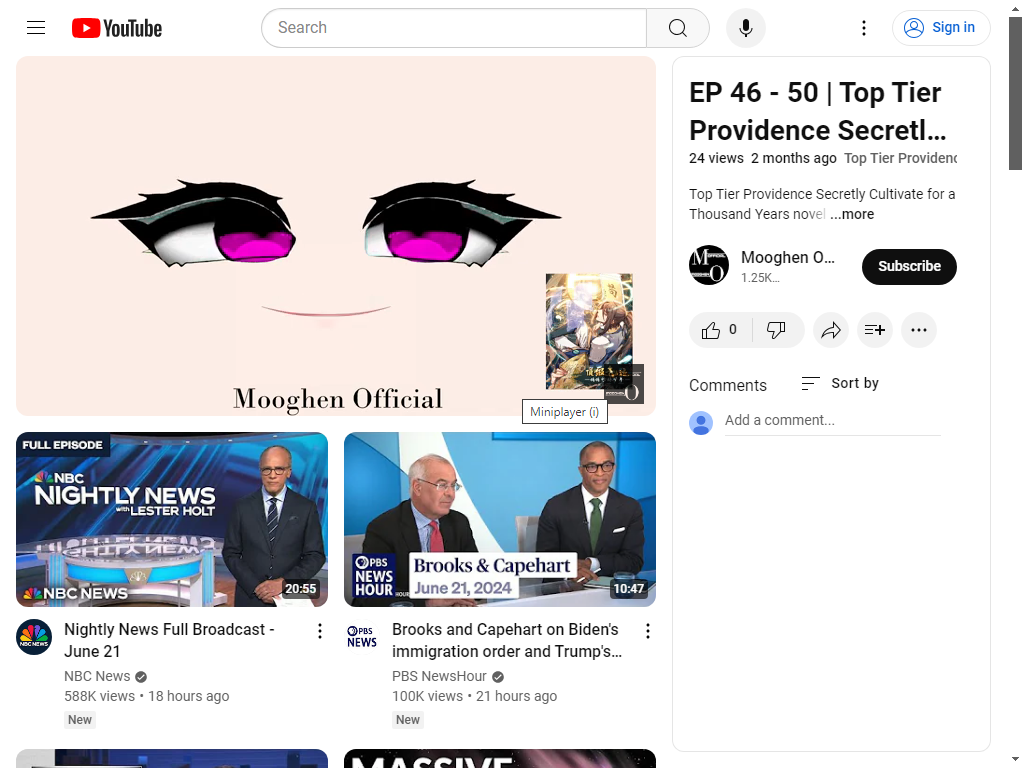 YouTube
Search
Sign in
Mooghen Official
Miniplayer (i)
EP 46 - 50 | Top Tier
Providence Secretl…
24 views 2 months ago Top Tier Providenc
Top Tier Providence Secretly Cultivate for a
Thousand Years novel ...more
Mooghen O…
1.25K…
Subscribe
0
Comments
Sort by
Add a comment...
FULL EPISODE
NBC
NIGHTLY NEWS
with LESTER HOLT
NBC NEWS
20:55
Nightly News Full Broadcast -
June 21
NBC News
588K views • 18 hours ago
New
PBS
NEWS
HOUR
Brooks & Capehart
June 21, 2024
10:47
PBS
NEWS
Brooks and Capehart on Biden's
immigration order and Trump's…
PBS NewsHour
100K views • 21 hours ago
New
MASSIVE